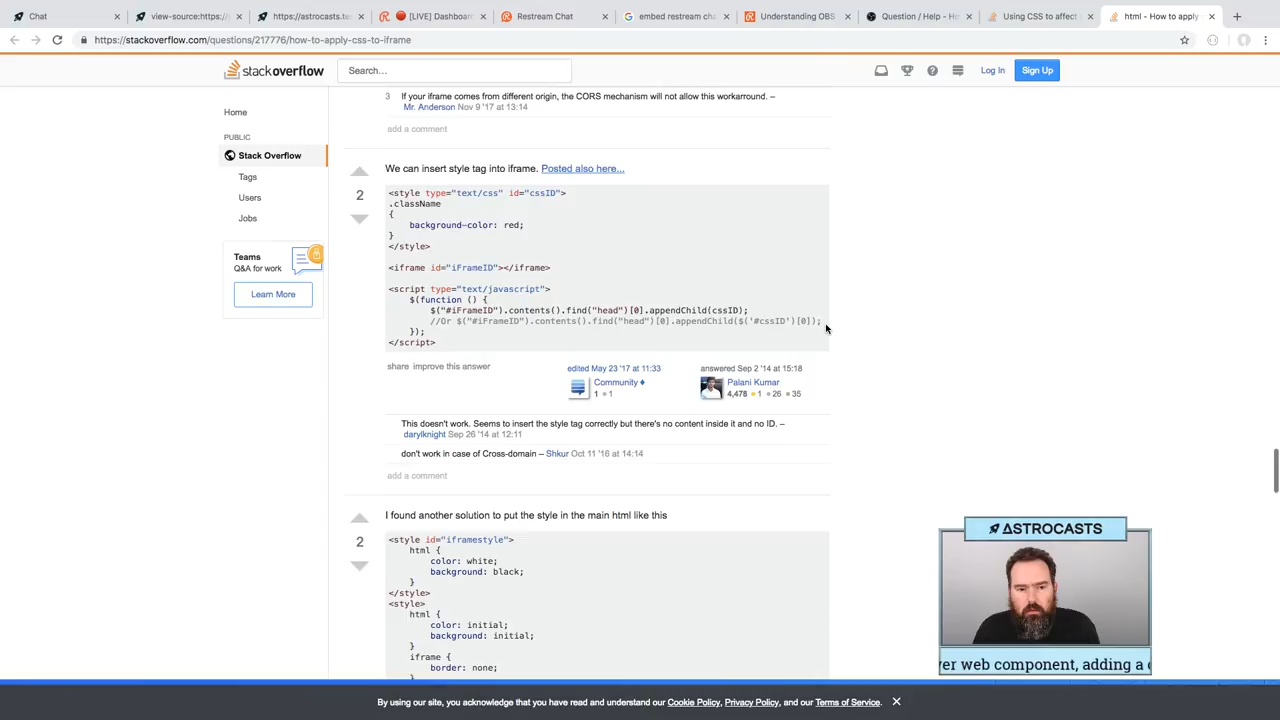 Chat
view-source:https://
https://astrocasts.te
[LIVE] Dashboar
Restream Chat
embed restream cha
Understanding OBS
Question / Help - Ho
Using CSS to affect
html - How to apply
https://stackoverflow.com/questions/217776/how-to-apply-css-to-iframe
stackoverflow
Search...
Log In
Sign Up
Home
PUBLIC
Stack Overflow
Tags
Users
Jobs
Teams
Q&A for work
Learn More
3 If your iframe comes from different origin, the CORS mechanism will not allow this workarround. –
Mr. Anderson Nov 9 '17 at 13:14
add a comment
We can insert style tag into iframe. Posted also here...
2
<style type="text/css" id="cssID">
.className
{
background-color: red;
}
</style>
<iframe id="iFrameID"></iframe>
<script type="text/javascript">
$(function () {
$("#iFrameID").contents().find("head")[0].appendChild(cssID);
//Or $("#iFrameID").contents().find("head")[0].appendChild($('#cssID')[0]);
});
</script>
share improve this answer
edited May 23 '17 at 11:33
Community ♦
1 1
answered Sep 2 '14 at 15:18
Palani Kumar
4,478 1 26 35
This doesn't work. Seems to insert the style tag correctly but there's no content inside it and no ID. –
darylknight Sep 26 '14 at 12:11
don't work in case of Cross-domain – Shkur Oct 11 '16 at 14:14
add a comment
I found another solution to put the style in the main html like this
2
<style id="iframestyle">
html {
color: white;
background: black;
}
</style>
<style>
html {
color: initial;
background: initial;
}
iframe {
border: none;
}
ΔSTROCASTS
er web component, adding a
By using our site, you acknowledge that you have read and understand our Cookie Policy, Privacy Policy, and our Terms of Service.